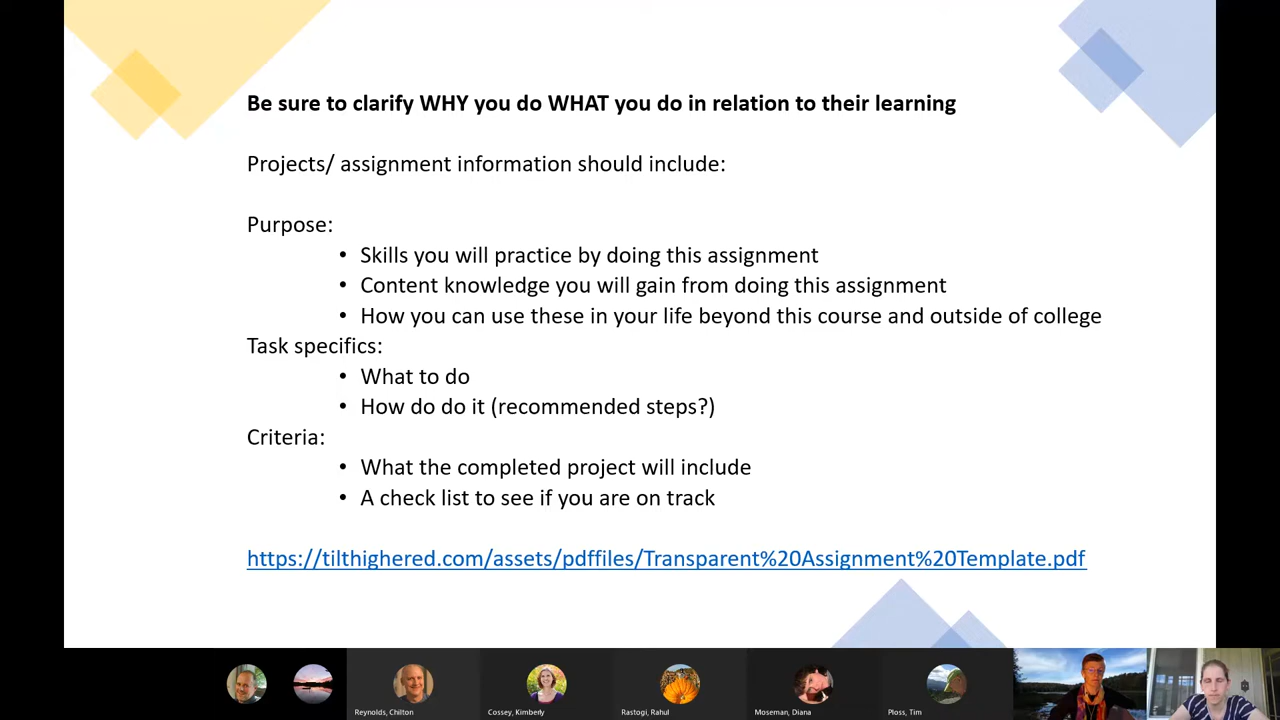 Be sure to clarify WHY you do WHAT you do in relation to their learning
Projects/ assignment information should include:
Purpose:
• Skills you will practice by doing this assignment
• Content knowledge you will gain from doing this assignment
• How you can use these in your life beyond this course and outside of college
Task specifics:
• What to do
• How do do it (recommended steps?)
Criteria:
• What the completed project will include
• A check list to see if you are on track
https://tilthighered.com/assets/pdffiles/Transparent%20Assignment%20Template.pdf
Reynolds, Chilton
Cossey, Kimberly
Rastogi, Rahul
Moseman, Diana
Ploss, Tim